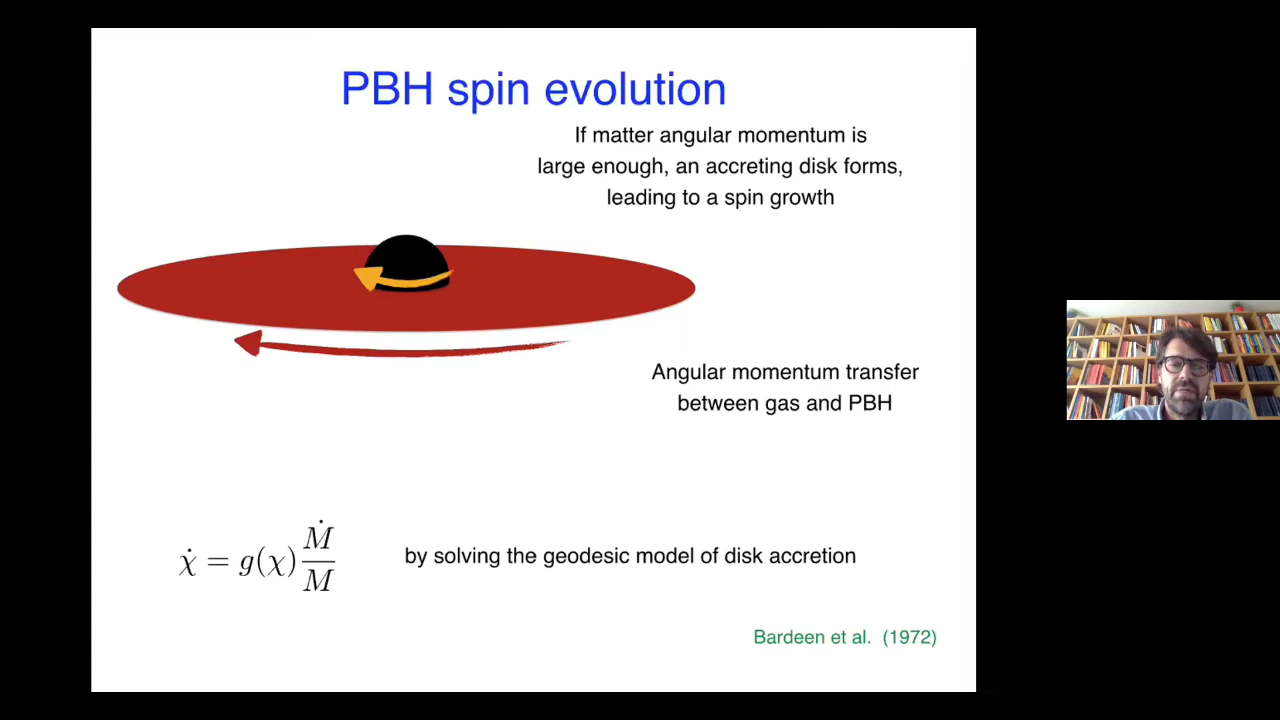 PBH spin evolution
If matter angular momentum is
large enough, an accreting disk forms,
leading to a spin growth
Angular momentum transfer
between gas and PBH
χ̇ = g(χ) Ṁ/M
by solving the geodesic model of disk accretion
Bardeen et al. (1972)